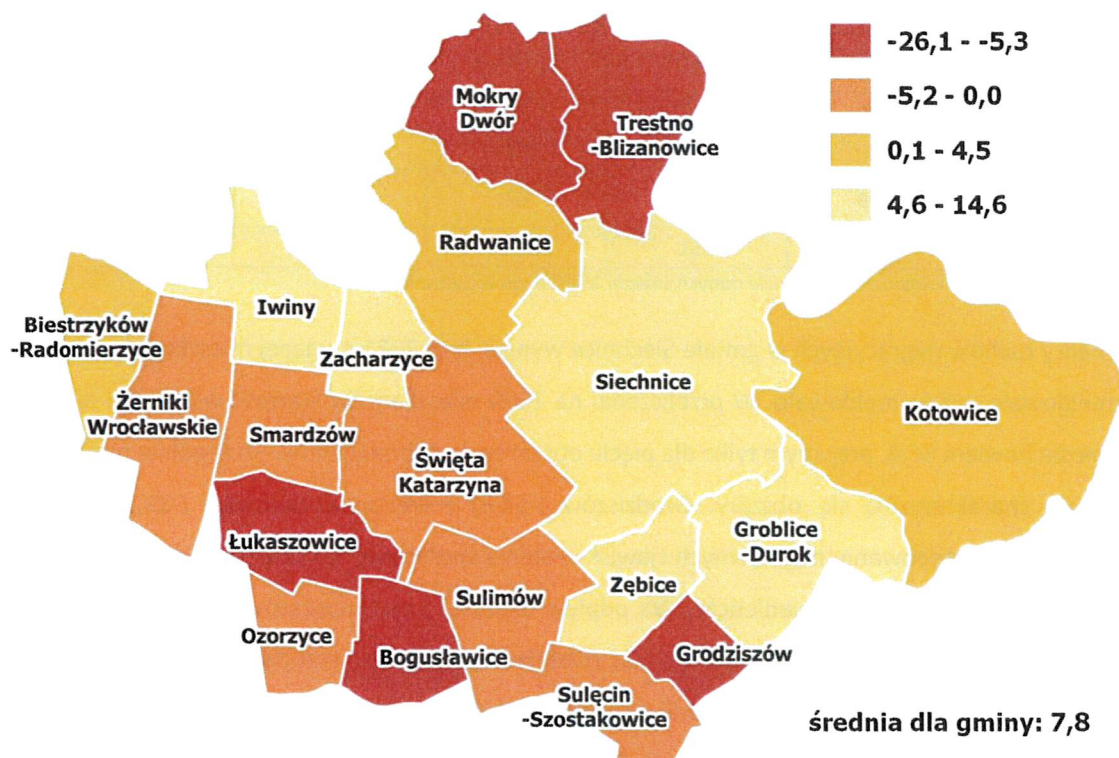 -26,1 - -5,3
-5,2 - 0,0
0,1 - 4,5
4,6 - 14,6
Mokry
Dwór
Trestno
-Blizanowice
Radwanice
Iwiny
Biestrzyków
-Radomierzyce
Zacharzyce
Siechnice
Kotowice
Żerniki
Wrocławskie
Smardzów
Święta
Katarzyna
Łukaszowice
Groblice
-Durok
Zębice
Sulimów
Ozorzyce
Bogusławice
Grodziszów
Sulęcin
-Szostakowice
średnia dla gminy: 7,8